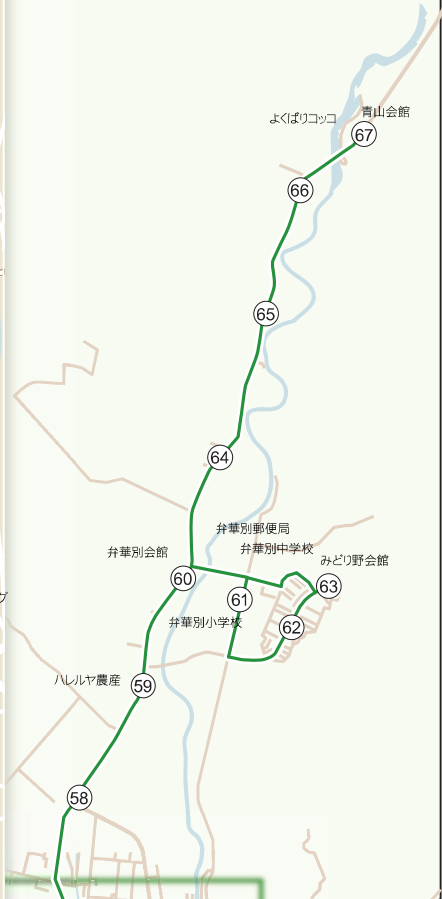 青山会館
よくばりコッコ
67
66
65
64
弁華別郵便局
弁華別中学校
弁華別会館
みどり野会館
60
63
61
弁華別小学校
62
ハレルヤ農産
59
58
グ